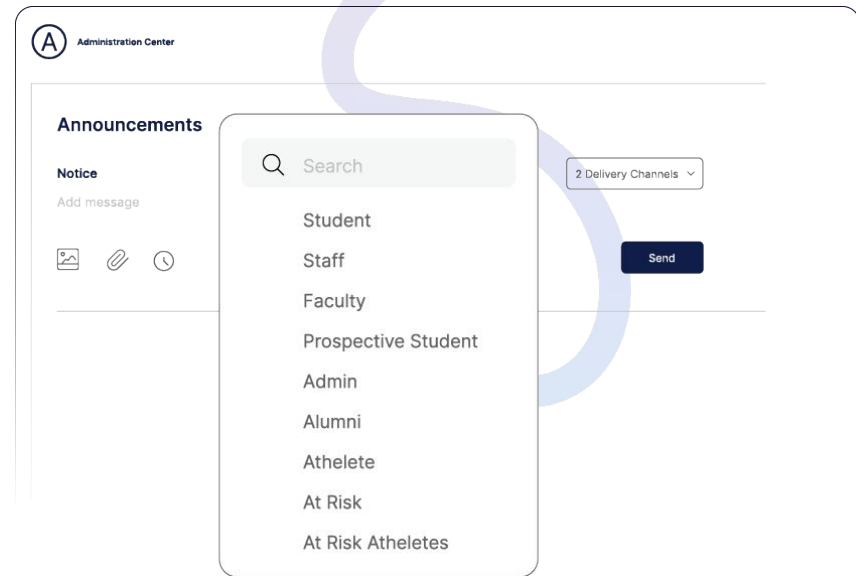 A
Administration Center
Announcements
Notice
Add message
Search
Student
Staff
Faculty
Prospective Student
Admin
Alumni
Athelete
At Risk
At Risk Atheletes
2 Delivery Channels
Send